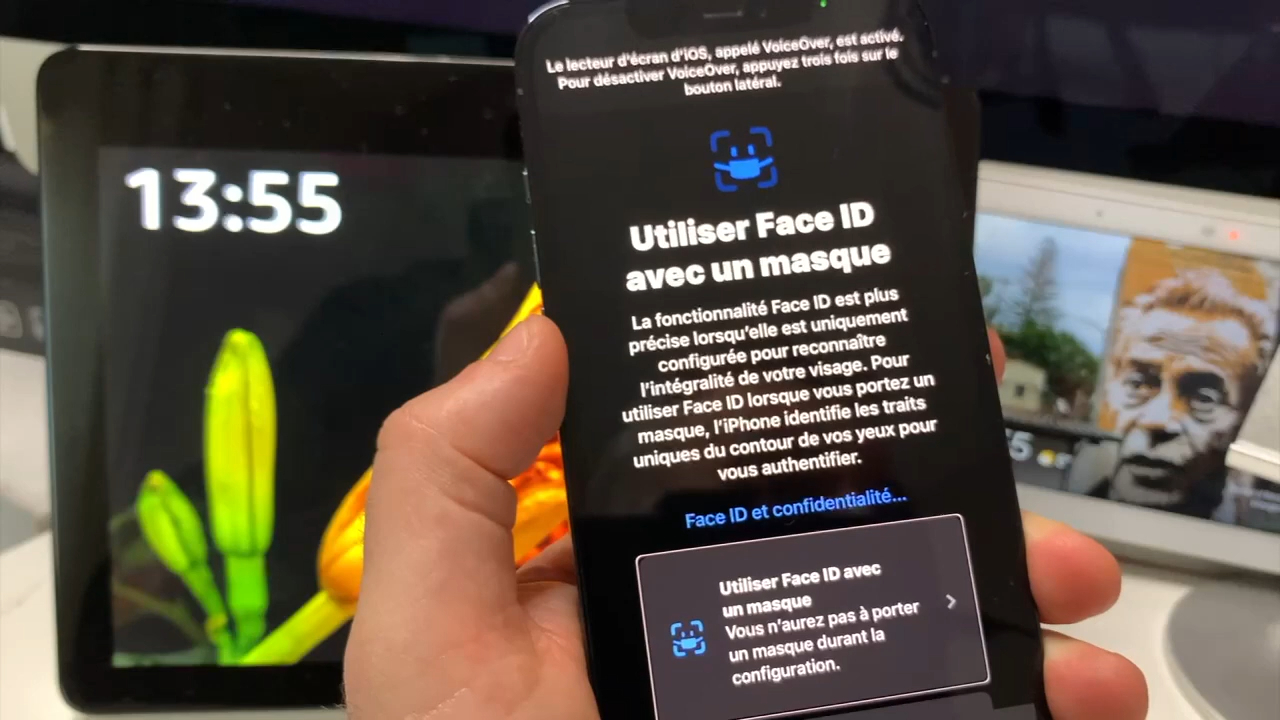 Le lecteur d'écran d'iOS, appelé VoiceOver, est activé.
Pour désactiver VoiceOver, appuyez trois fois sur le
bouton latéral.
13:55
Utiliser Face ID
avec un masque
La fonctionnalité Face ID est plus
précise lorsqu'elle est uniquement
configurée pour reconnaître
l'intégralité de votre visage. Pour
utiliser Face ID lorsque vous portez un
masque, l'iPhone identifie les traits
uniques du contour de vos yeux pour
vous authentifier.
Face ID et confidentialité...
Utiliser Face ID avec
un masque
Vous n'aurez pas à porter
un masque durant la
configuration.